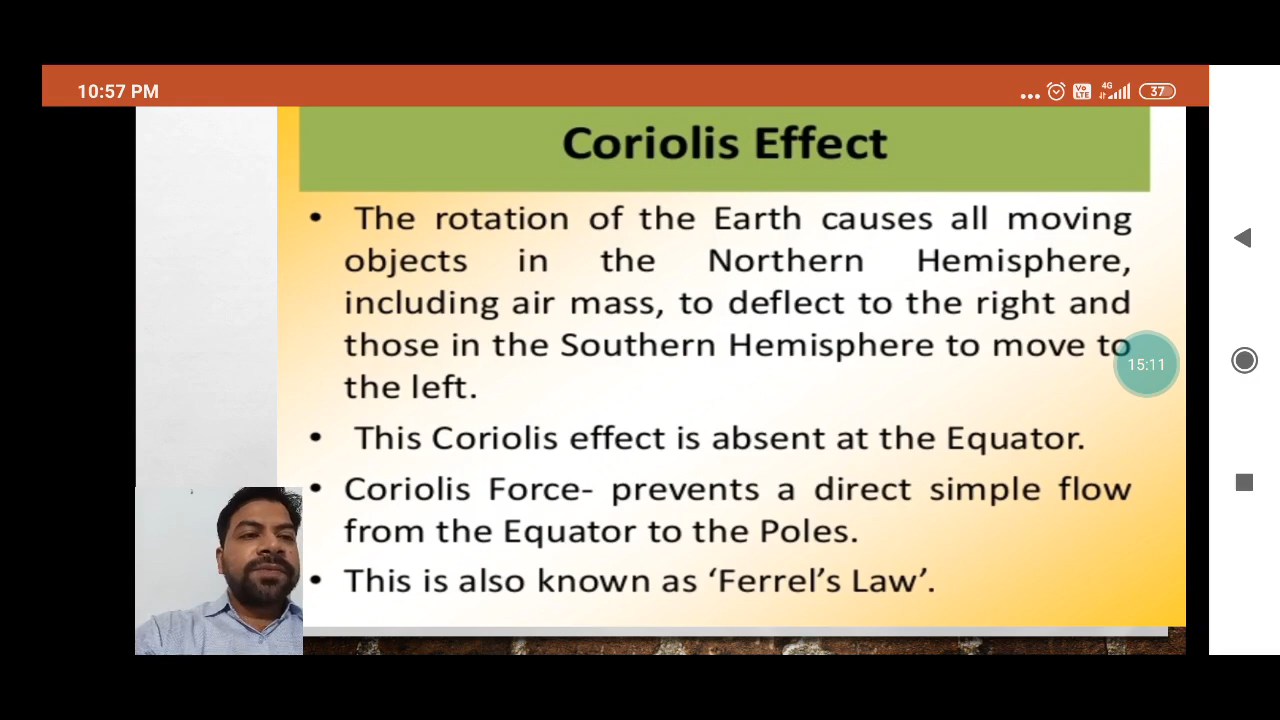 10:57 PM
4G
Vo
LTE
37
Coriolis Effect
• The rotation of the Earth causes all moving
objects in the Northern Hemisphere,
including air mass, to deflect to the right and
those in the Southern Hemisphere to move to
the left.
15:11
• This Coriolis effect is absent at the Equator.
• Coriolis Force- prevents a direct simple flow
from the Equator to the Poles.
• This is also known as ‘Ferrel’s Law’.